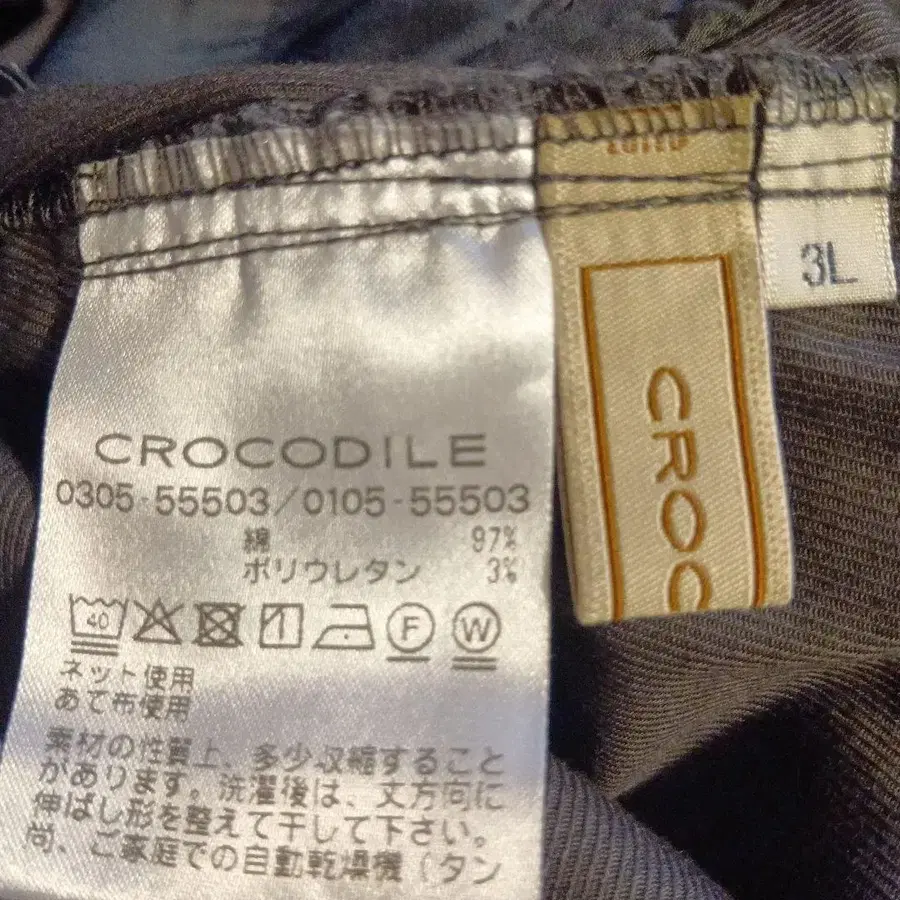 CROCODILE
0305-55503/0105-55503
綿 97%
ポリウレタン 3%
40
F
W
ネット使用
あて布使用
素材の性質上、多少収縮すること
があります。洗濯後は、丈方向に
伸ばし形を整えて干して下さい。
尚、ご家庭での自動乾燥機(タン
CROC
3L